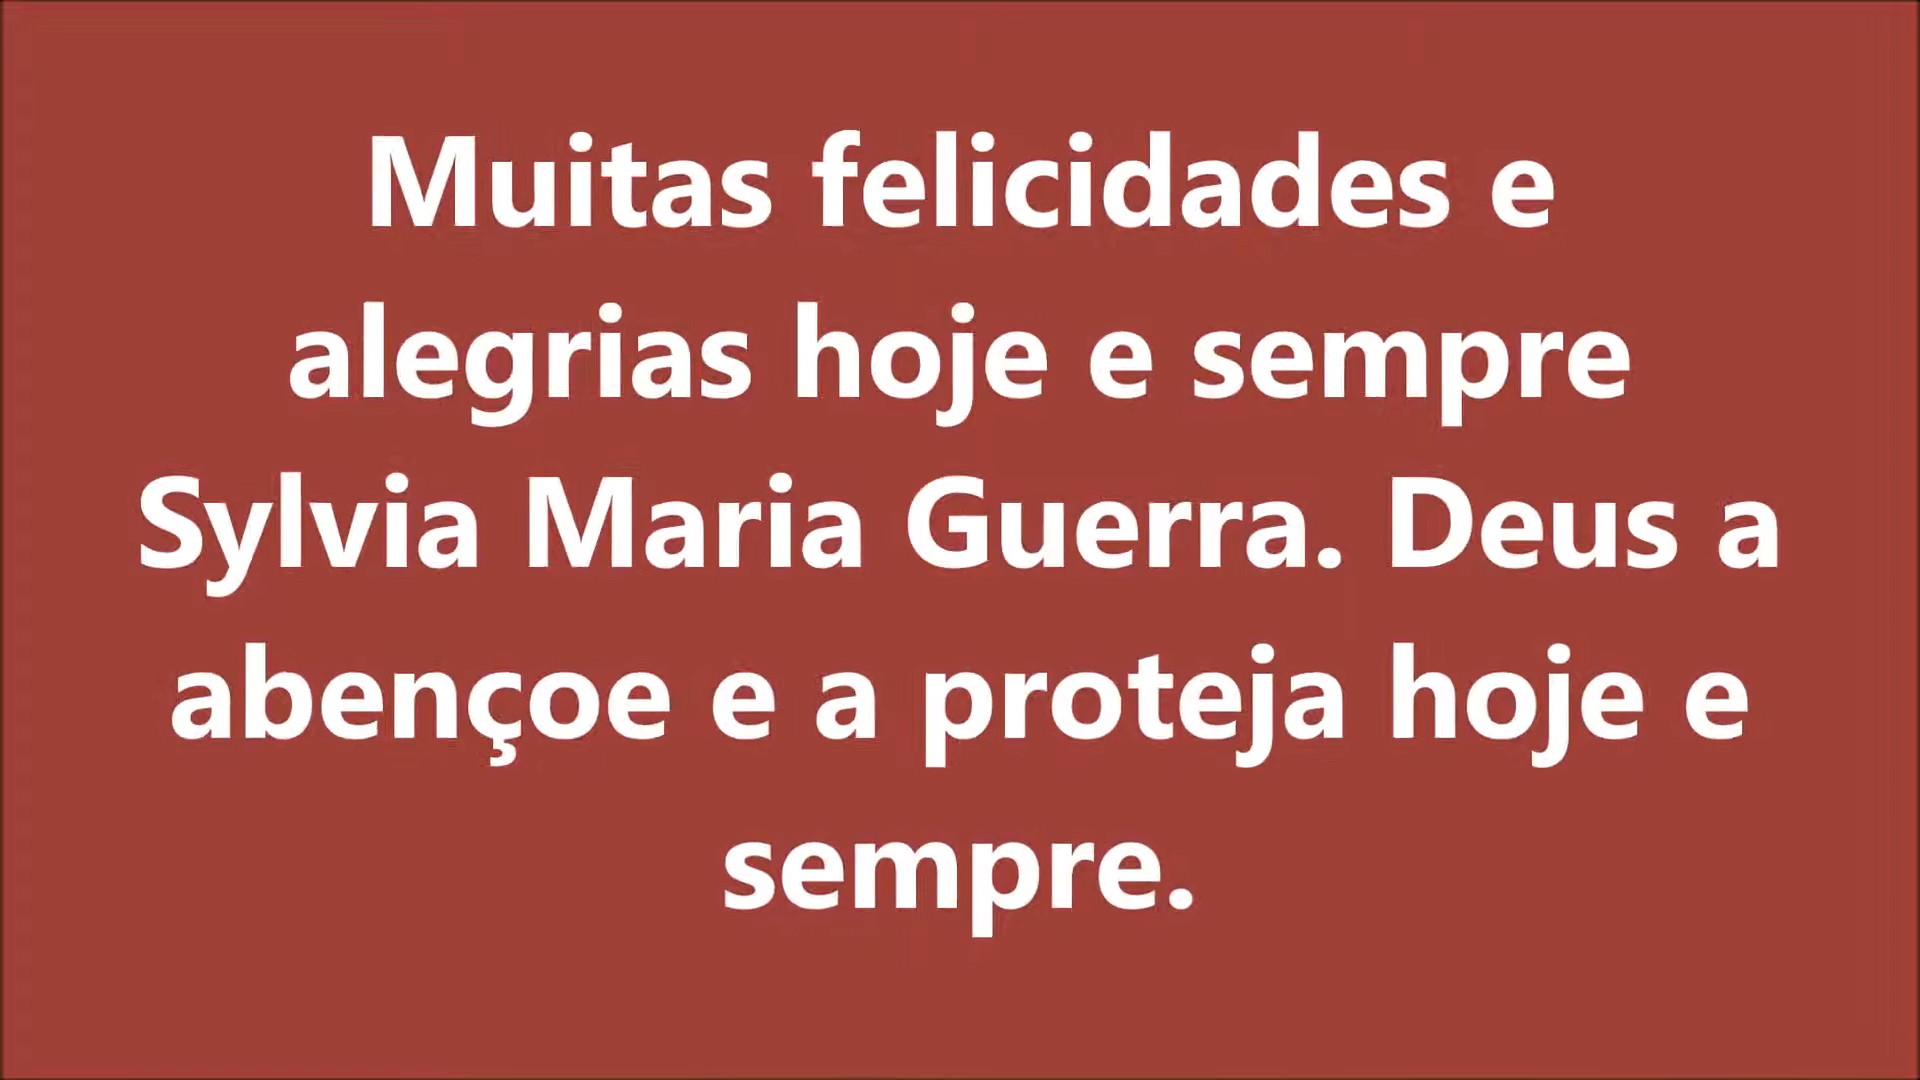 Muitas felicidades e
alegrias hoje e sempre
Sylvia Maria Guerra. Deus a
abençoe e a proteja hoje e
sempre.